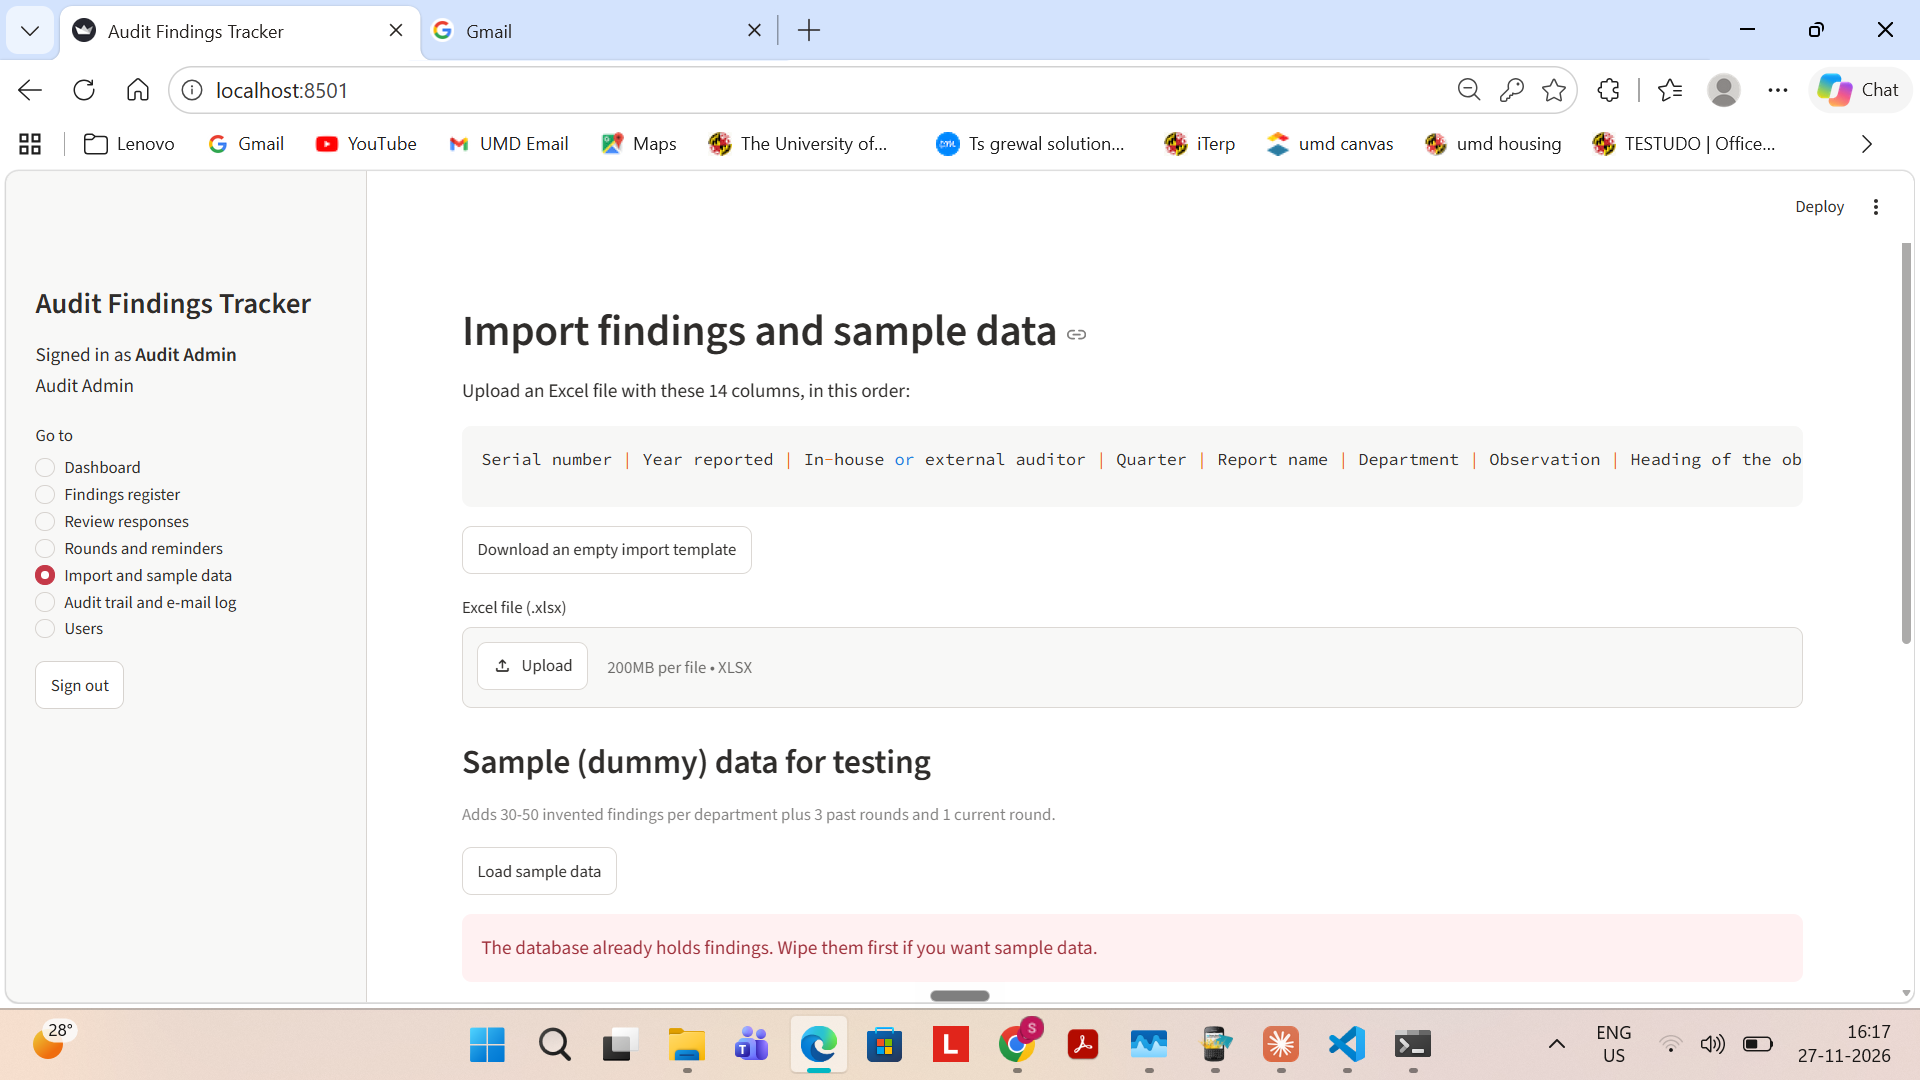 Audit Findings Tracker
Gmail
localhost:8501
Chat
Lenovo
Gmail
YouTube
UMD Email
Maps
The University of...
Ts grewal solution...
iTerp
umd canvas
umd housing
TESTUDO | Office...
Deploy
Audit Findings Tracker
Signed in as Audit Admin
Audit Admin
Go to
Dashboard
Findings register
Review responses
Rounds and reminders
Import and sample data
Audit trail and e-mail log
Users
Sign out
Import findings and sample data
Upload an Excel file with these 14 columns, in this order:
Serial number | Year reported | In-house or external auditor | Quarter | Report name | Department | Observation | Heading of the ob
Download an empty import template
Excel file (.xlsx)
Upload
200MB per file • XLSX
Sample (dummy) data for testing
Adds 30-50 invented findings per department plus 3 past rounds and 1 current round.
Load sample data
The database already holds findings. Wipe them first if you want sample data.
28°
S
L
ENG
US
16:17
27-11-2026